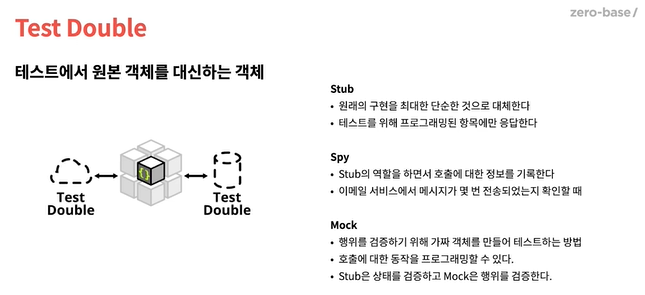 zero-base/
Test Double
테스트에서 원본 객체를 대신하는 객체
Test
Double
Test
Double
Stub
• 원래의 구현을 최대한 단순한 것으로 대체한다
• 테스트를 위해 프로그래밍된 항목에만 응답한다
Spy
• Stub의 역할을 하면서 호출에 대한 정보를 기록한다
• 이메일 서비스에서 메시지가 몇 번 전송되었는지 확인할 때
Mock
• 행위를 검증하기 위해 가짜 객체를 만들어 테스트하는 방법
• 호출에 대한 동작을 프로그래밍할 수 있다.
• Stub은 상태를 검증하고 Mock은 행위를 검증한다.